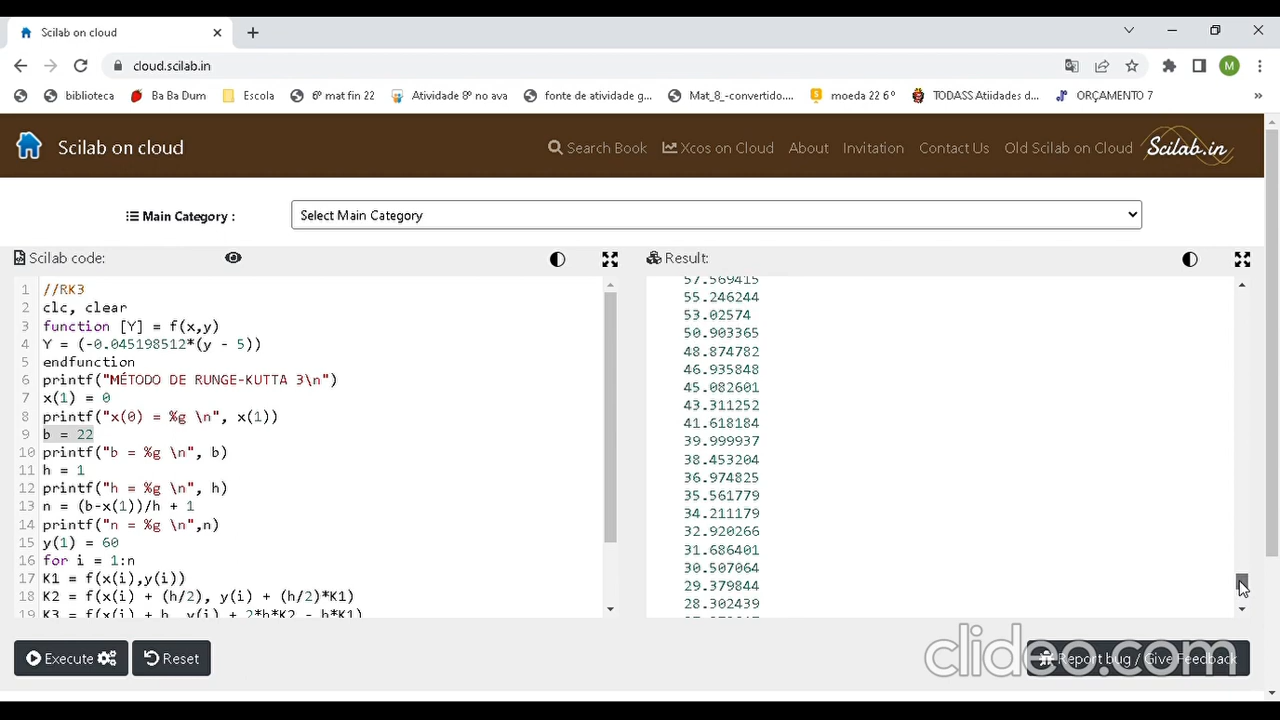 Scilab on cloud
cloud.scilab.in
M
biblioteca
Ba Ba Dum
Escola
6º mat fin 22
Atividade 8º no ava
fonte de atividade g...
Mat_8_-convertido....
moeda 22 6º
TODASS Atiidades d...
ORÇAMENTO 7
»
Scilab on cloud
Search Book
Xcos on Cloud
About
Invitation
Contact Us
Old Scilab on Cloud
Scilab.in
Main Category :
Select Main Category
Scilab code:
1 //RK3
2 clc, clear
3 function [Y] = f(x,y)
4 Y = (-0.045198512*(y - 5))
5 endfunction
6 printf("MÉTODO DE RUNGE-KUTTA 3\n")
7 x(1) = 0
8 printf("x(0) = %g \n", x(1))
9 b = 22
10 printf("b = %g \n", b)
11 h = 1
12 printf("h = %g \n", h)
13 n = (b-x(1))/h + 1
14 printf("n = %g \n",n)
15 y(1) = 60
16 for i = 1:n
17 K1 = f(x(i),y(i))
18 K2 = f(x(i) + (h/2), y(i) + (h/2)*K1)
19 K3 = f(x(i) + h, y(i) + 2*h*K2 - h*K1)
Result:
57.569415
55.246244
53.02574
50.903365
48.874782
46.935848
45.082601
43.311252
41.618184
39.999937
38.453204
36.974825
35.561779
34.211179
32.920266
31.686401
30.507064
29.379844
28.302439
Execute
Reset
Report bug / Give Feedback
clideo.com